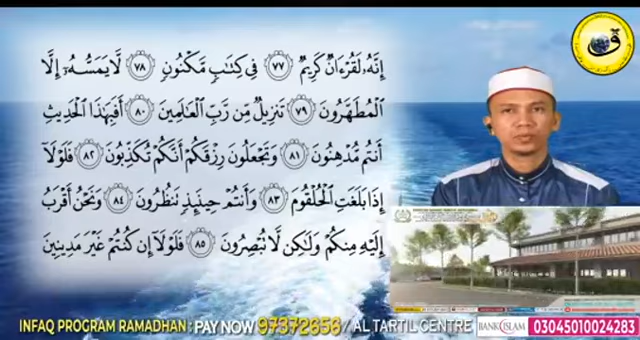 إِنَّهُۥ لَقُرْءَانٌ كَرِيمٌ ٧٧ فِي كِتَٰبٍ مَّكْنُونٍ ٧٨ لَّا يَمَسُّهُۥٓ إِلَّا
ٱلْمُطَهَّرُونَ ٧٩ تَنزِيلٌ مِّن رَّبِّ ٱلْعَٰلَمِينَ ٨٠ أَفَبِهَٰذَا ٱلْحَدِيثِ
أَنتُم مُّدْهِنُونَ ٨١ وَتَجْعَلُونَ رِزْقَكُمْ أَنَّكُمْ تُكَذِّبُونَ ٨٢ فَلَوْلَآ
إِذَا بَلَغَتِ ٱلْحُلْقُومَ ٨٣ وَأَنتُمْ حِينَئِذٍ تَنظُرُونَ ٨٤ وَنَحْنُ أَقْرَبُ
إِلَيْهِ مِنكُمْ وَلَٰكِن لَّا تُبْصِرُونَ ٨٥ فَلَوْلَآ إِن كُنتُمْ غَيْرَ مَدِينِينَ
INFAQ PROGRAM RAMADHAN : PAY NOW 97372656 / AL TARTIL CENTRE BANK ISLAM 03045010024283